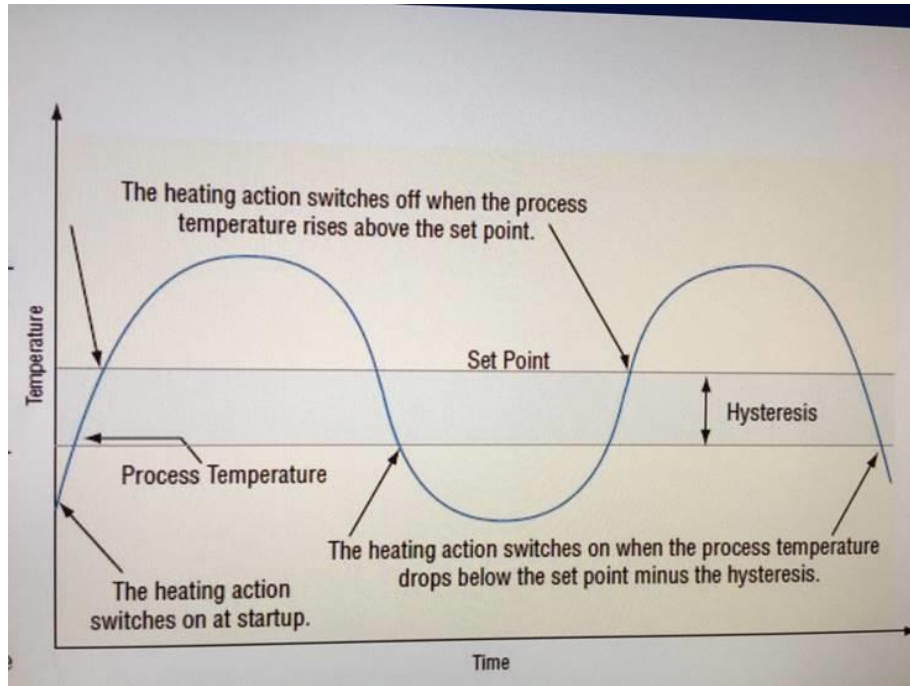 The heating action switches off when the process
temperature rises above the set point.
Temperature
Set Point
Hysteresis
Process Temperature
The heating action switches on when the process temperature
drops below the set point minus the hysteresis.
The heating action
switches on at startup.
Time